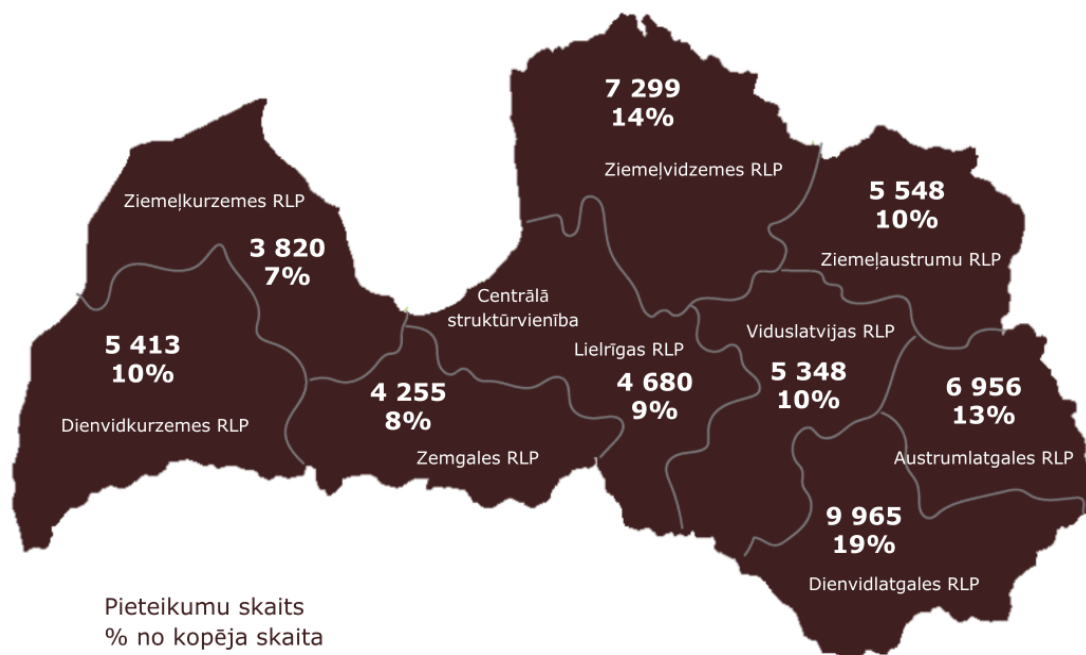 7 299
14%
Ziemeļvidzemes RLP
5 548
10%
Ziemeļaustrumu RLP
Ziemeļkurzemes RLP
3 820
7%
Centrālā
struktūrvienība
Lielrīgas RLP
4 680
9%
Viduslatvijas RLP
5 348
10%
5 413
10%
Dienvidkurzemes RLP
4 255
8%
Zemgales RLP
6 956
13%
Austrumlatgales RLP
9 965
19%
Dienvidlatgales RLP
Pieteikumu skaits
% no kopēja skaita